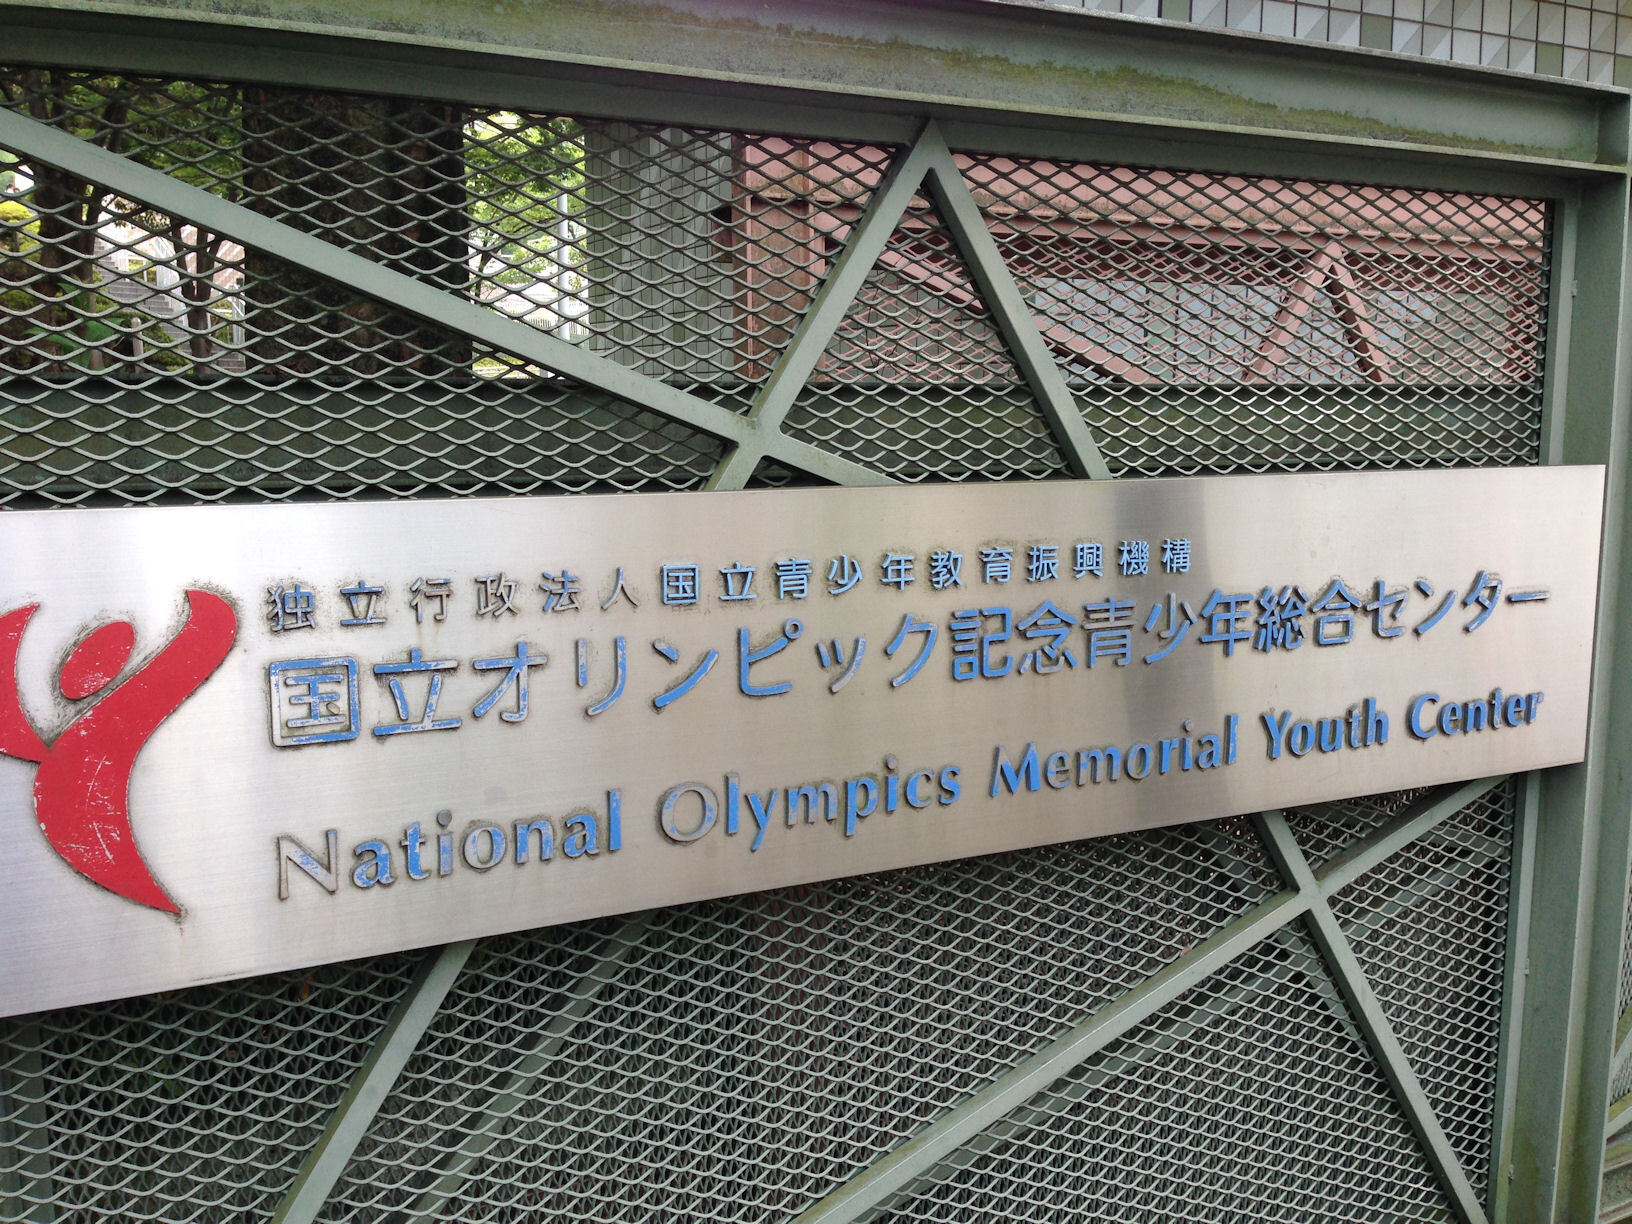 独立行政法人国立青少年教育振興機構
国立オリンピック記念青少年総合センター
National Olympics Memorial Youth Center